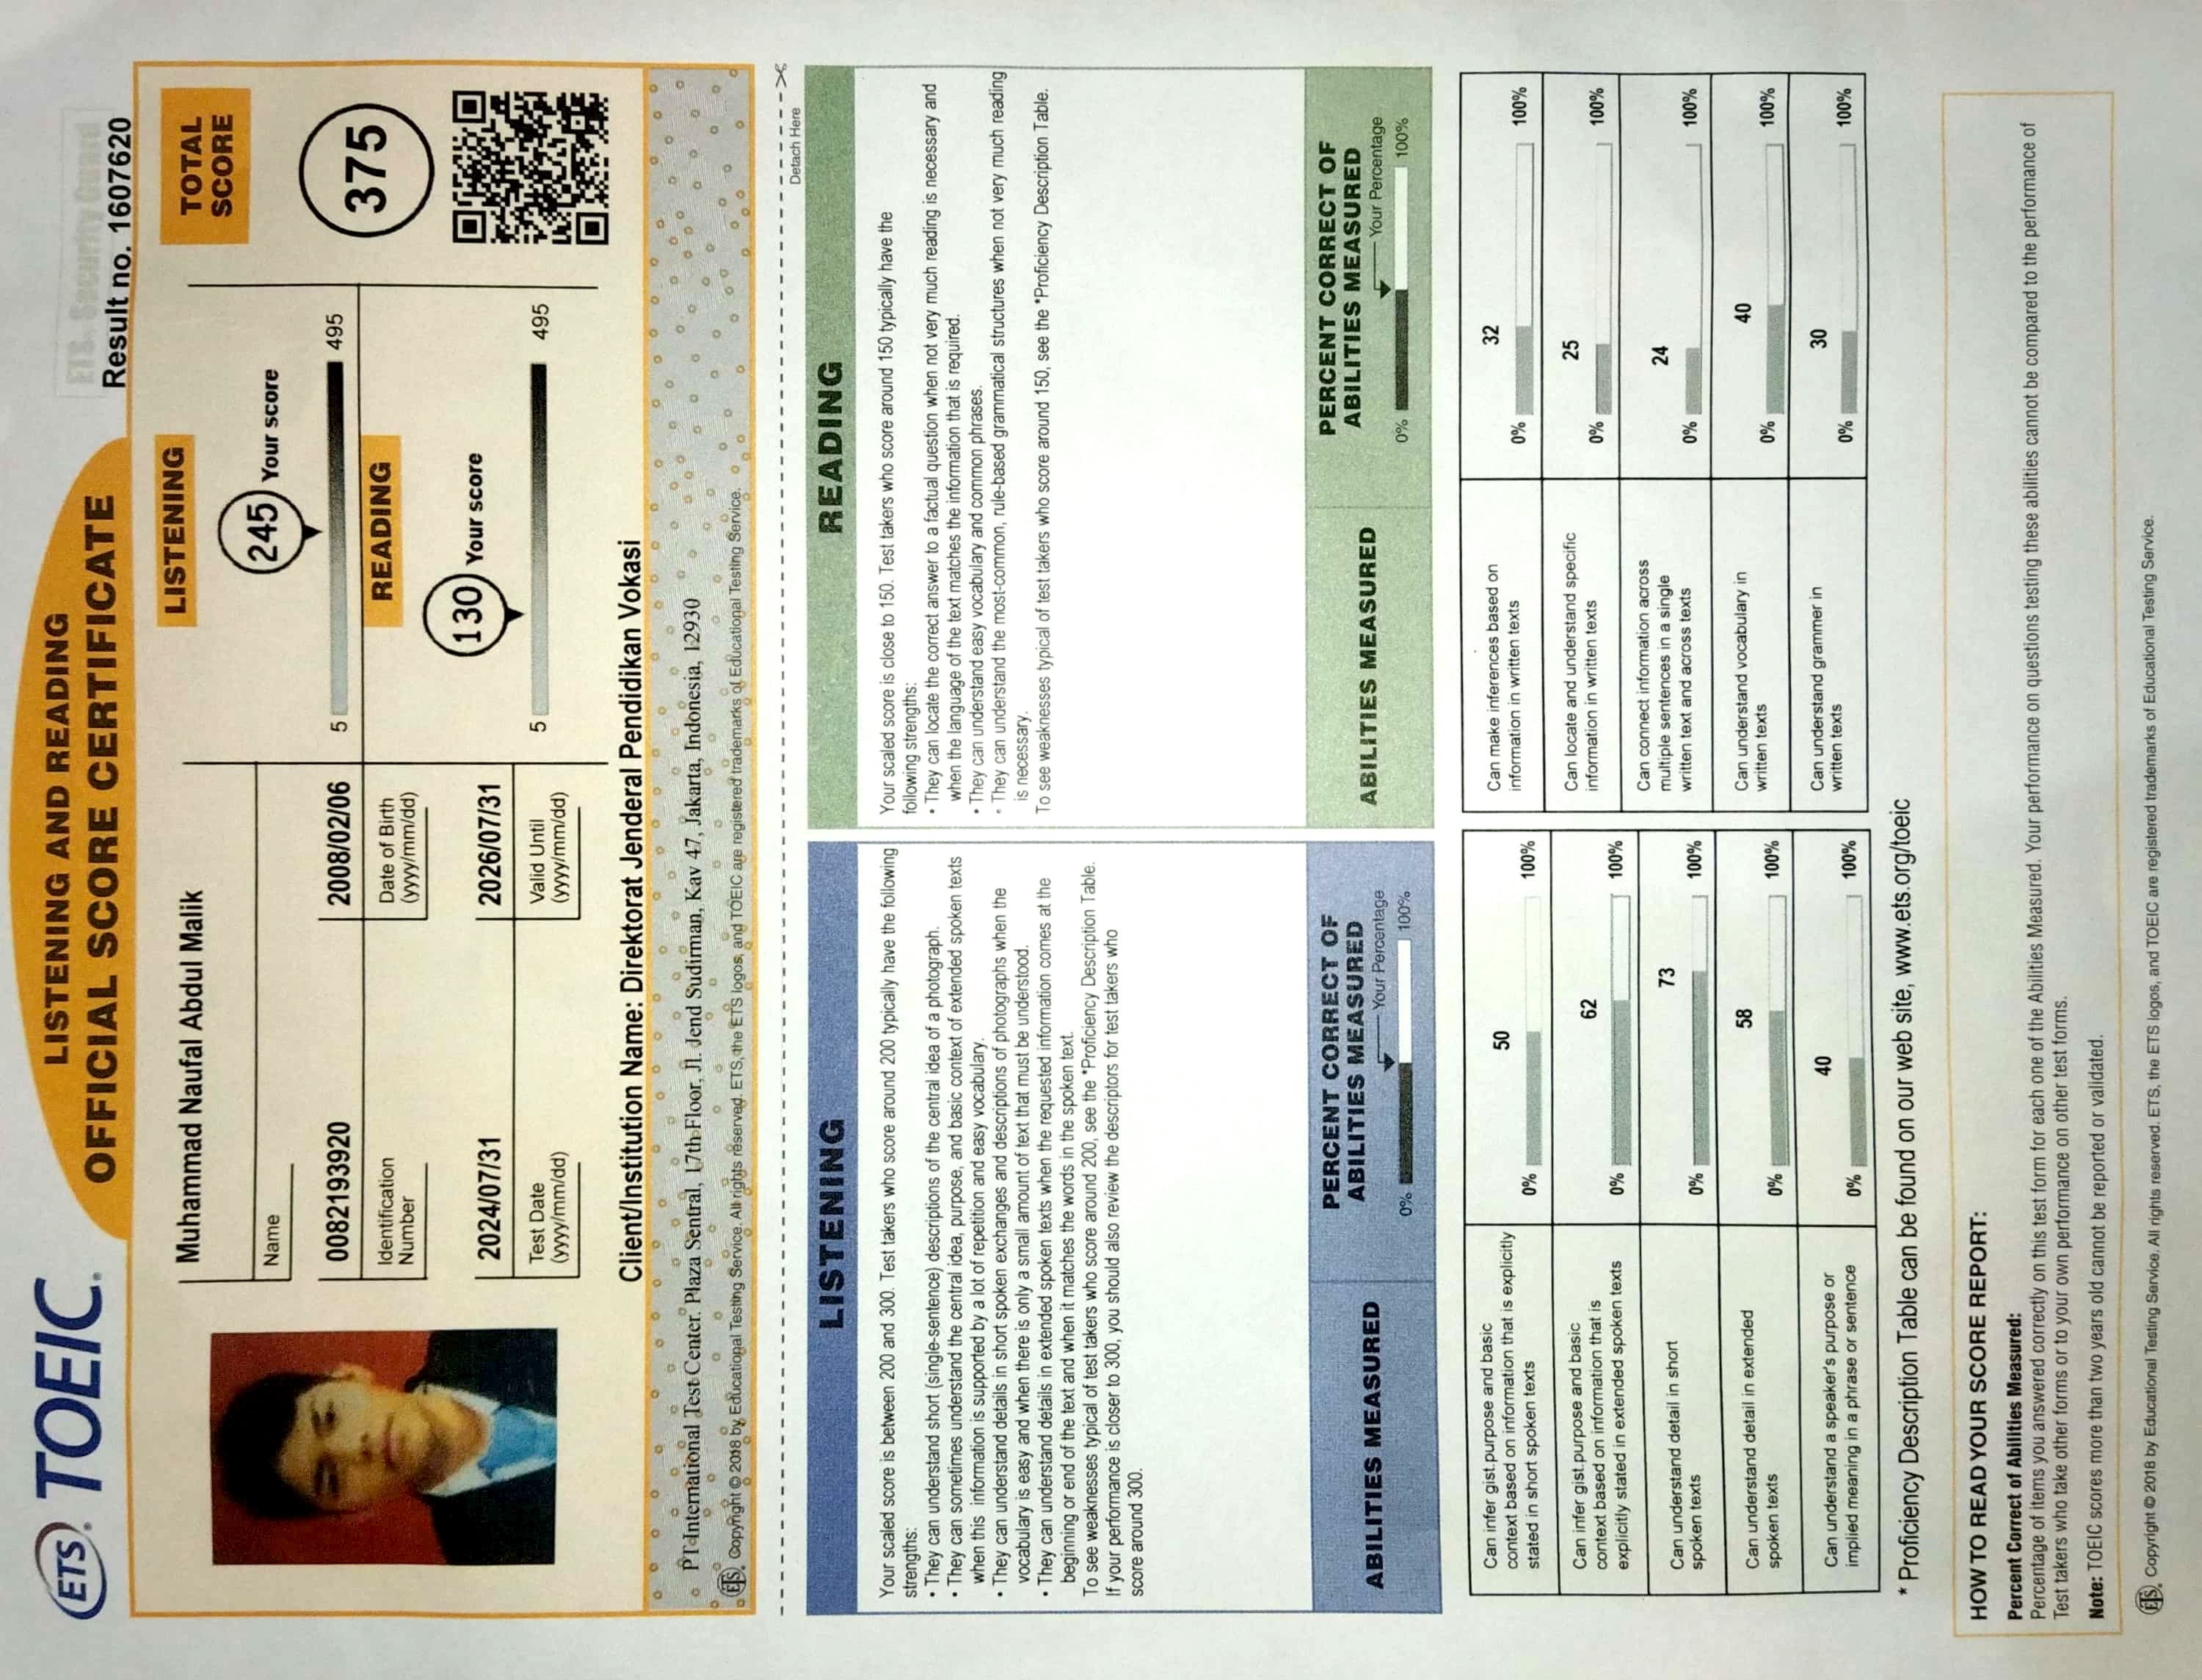 ETS. Security Guard
Result no. 1607620
ETS. TOEIC.
LISTENING AND READING
OFFICIAL SCORE CERTIFICATE
Muhammad Naufal Abdul Malik
Name
0082193920
Identification
Number
2008/02/06
Date of Birth
(yyyy/mm/dd)
2024/07/31
Test Date
(yyyy/mm/dd)
2026/07/31
Valid Until
(yyyy/mm/dd)
LISTENING
245 Your score
5 495
READING
130 Your score
5 495
TOTAL
SCORE
375
Client/Institution Name: Direktorat Jenderal Pendidikan Vokasi
PT International Test Center. Plaza Sentral, 17th Floor, Jl. Jend Sudirman, Kav 47, Jakarta, Indonesia, 12930
ETS. Copyright © 2018 by Educational Testing Service. All rights reserved. ETS, the ETS logos, and TOEIC are registered trademarks of Educational Testing Service.
Detach Here
LISTENING
Your scaled score is between 200 and 300. Test takers who score around 200 typically have the following
strengths:
• They can understand short (single-sentence) descriptions of the central idea of a photograph.
• They can sometimes understand the central idea, purpose, and basic context of extended spoken texts
when this information is supported by a lot of repetition and easy vocabulary.
• They can understand details in short spoken exchanges and descriptions of photographs when the
vocabulary is easy and when there is only a small amount of text that must be understood.
• They can understand details in extended spoken texts when the requested information comes at the
beginning or end of the text and when it matches the words in the spoken text.
To see weaknesses typical of test takers who score around 200, see the *Proficiency Description Table.
If your performance is closer to 300, you should also review the descriptors for test takers who
score around 300.
ABILITIES MEASURED
PERCENT CORRECT OF
ABILITIES MEASURED
Your Percentage
0% 100%
Can infer gist,purpose and basic
context based on information that is explicitly
stated in short spoken texts
50
0% 100%
Can infer gist,purpose and basic
context based on information that is
explicitly stated in extended spoken texts
62
0% 100%
Can understand detail in short
spoken texts
73
0% 100%
Can understand detail in extended
spoken texts
58
0% 100%
Can understand a speaker's purpose or
implied meaning in a phrase or sentence
40
0% 100%
READING
Your scaled score is close to 150. Test takers who score around 150 typically have the
following strengths:
• They can locate the correct answer to a factual question when not very much reading is necessary and
when the language of the text matches the information that is required.
• They can understand easy vocabulary and common phrases.
• They can understand the most-common, rule-based grammatical structures when not very much reading
is necessary.
To see weaknesses typical of test takers who score around 150, see the *Proficiency Description Table.
ABILITIES MEASURED
PERCENT CORRECT OF
ABILITIES MEASURED
Your Percentage
0% 100%
Can make inferences based on
information in written texts
32
0% 100%
Can locate and understand specific
information in written texts
25
0% 100%
Can connect information across
multiple sentences in a single
written text and across texts
24
0% 100%
Can understand vocabulary in
written texts
40
0% 100%
Can understand grammer in
written texts
30
0% 100%
* Proficiency Description Table can be found on our web site, www.ets.org/toeic
HOW TO READ YOUR SCORE REPORT:
Percent Correct of Abilities Measured:
Percentage of items you answered correctly on this test form for each one of the Abilities Measured. Your performance on questions testing these abilities cannot be compared to the performance of
Test takers who take other forms or to your own performance on other test forms.
Note: TOEIC scores more than two years old cannot be reported or validated.
ETS. Copyright © 2018 by Educational Testing Service. All rights reserved. ETS, the ETS logos, and TOEIC are registered trademarks of Educational Testing Service.